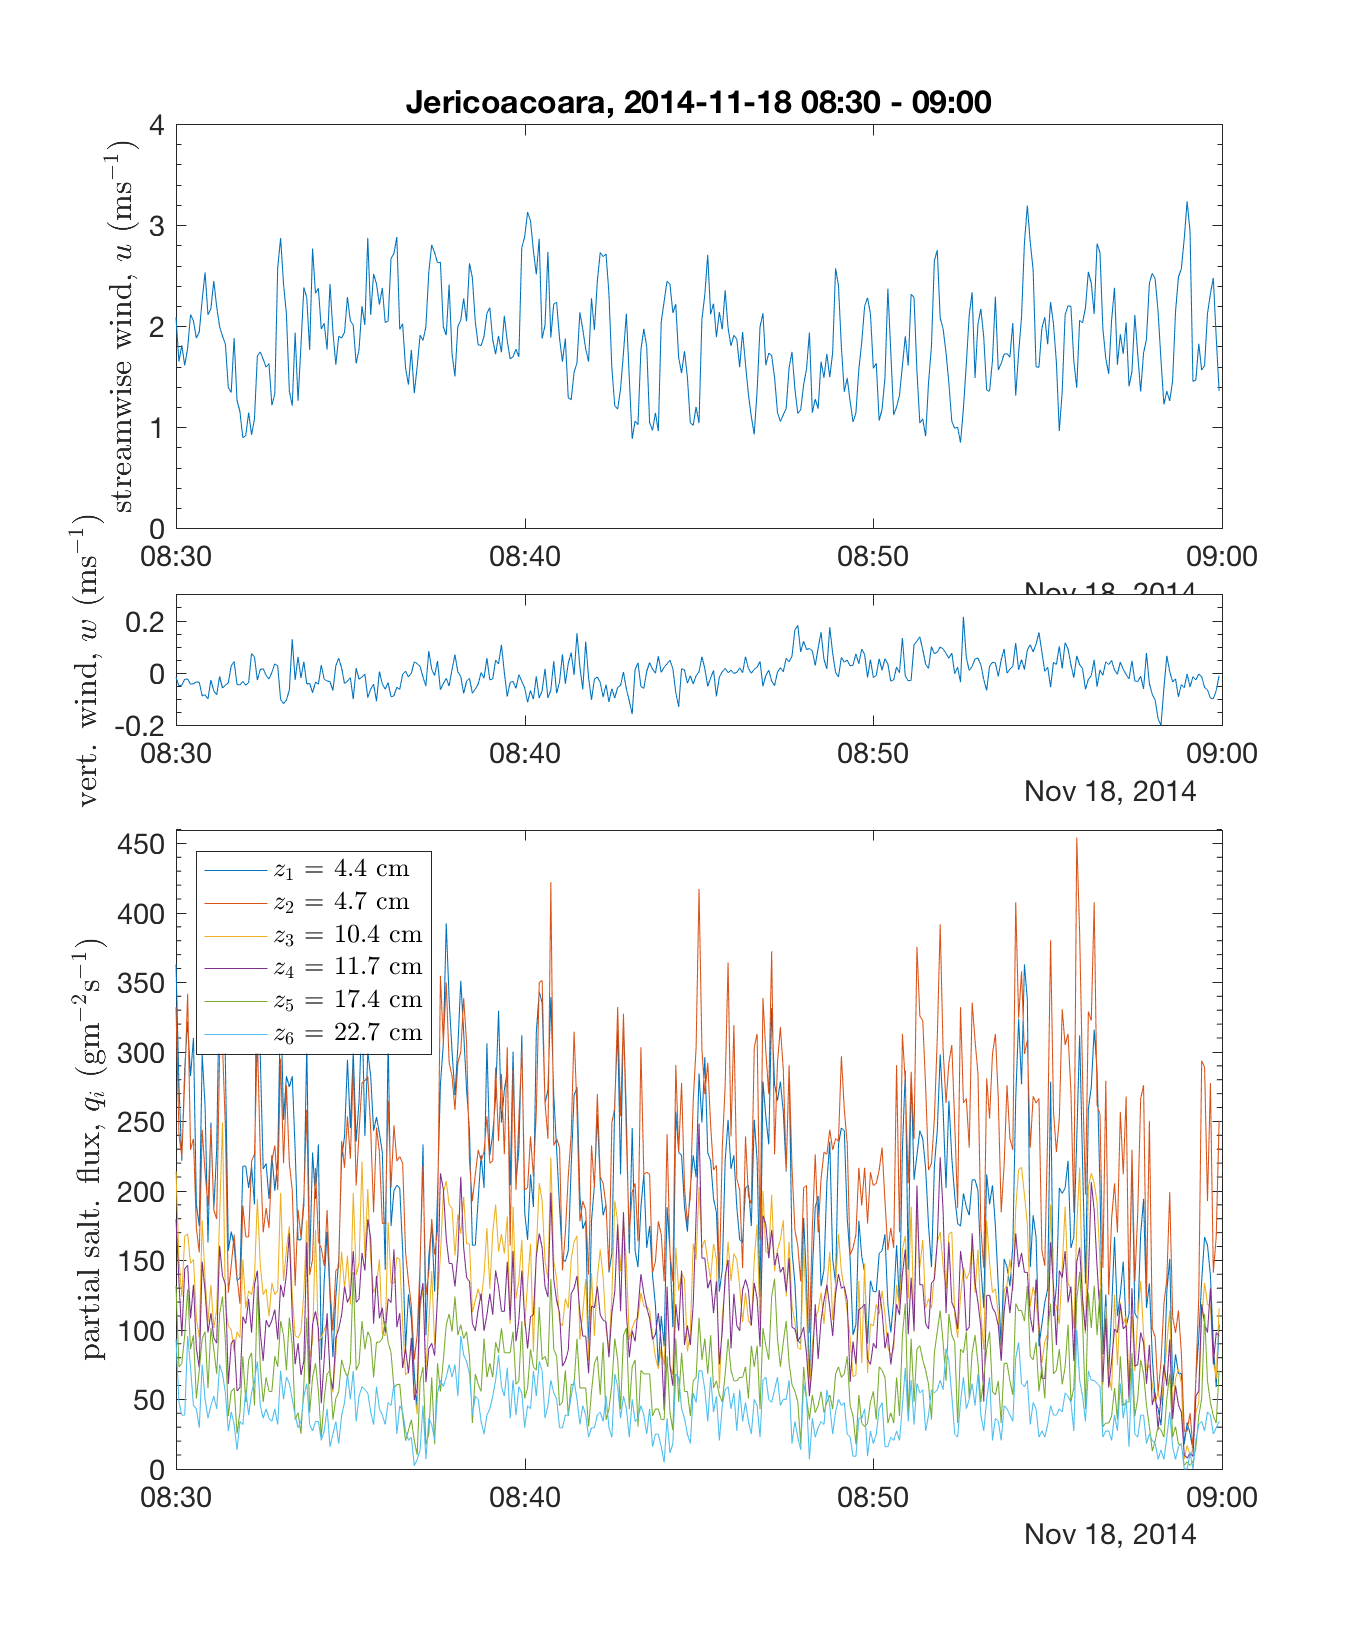 Jericoacoara, 2014-11-18 08:30 - 09:00
streamwise wind, u (ms⁻¹)
4
3
2
1
0
08:30 08:40 08:50 09:00
Nov 18, 2014
vert. wind, w (ms⁻¹)
0.2
0
-0.2
08:30 08:40 08:50 09:00
Nov 18, 2014
partial salt. flux, qᵢ (gm⁻²s⁻¹)
450
400
350
300
250
200
150
100
50
0
z₁ = 4.4 cm
z₂ = 4.7 cm
z₃ = 10.4 cm
z₄ = 11.7 cm
z₅ = 17.4 cm
z₆ = 22.7 cm
08:30 08:40 08:50 09:00
Nov 18, 2014